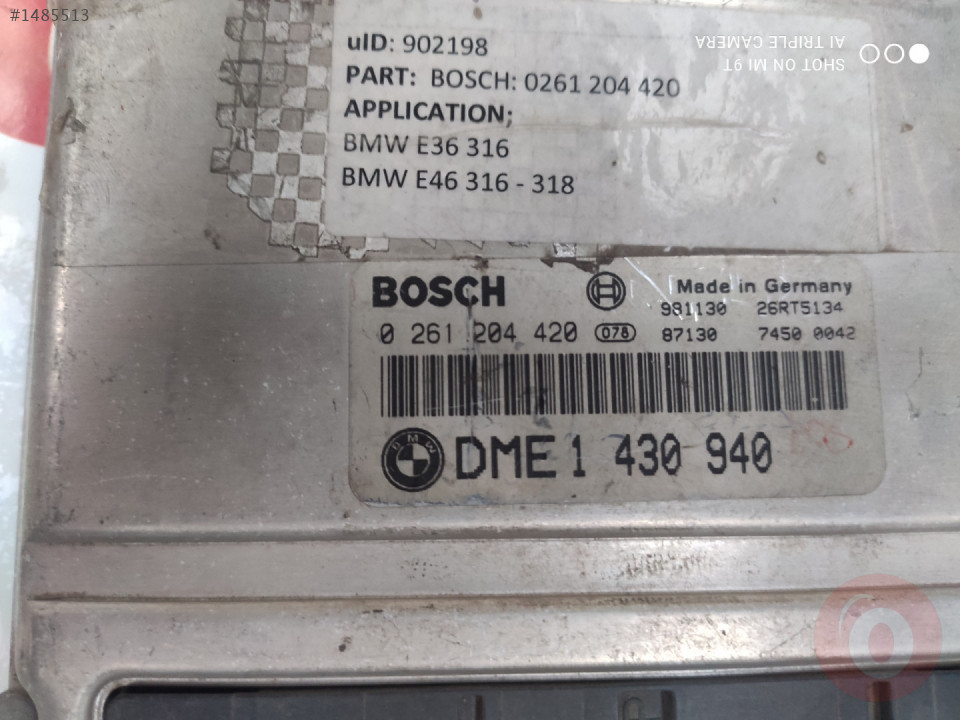 #1485513
uID: 902198
PART: BOSCH: 0261 204 420
APPLICATION;
BMW E36 316
BMW E46 316 - 318
SHOT ON MI 9T
AI TRIPLE CAMERA
BOSCH
Made in Germany
981130 26RT5134
0 261 204 420 078 87130 7450 0042
BMW
DME 1 430 940